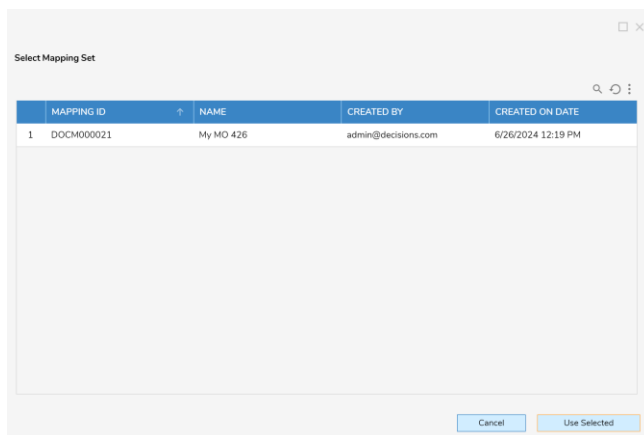 Select Mapping Set
MAPPING ID NAME CREATED BY CREATED ON DATE
1 DOCM000021 My MO 426 admin@decisions.com 6/26/2024 12:19 PM
Cancel Use Selected